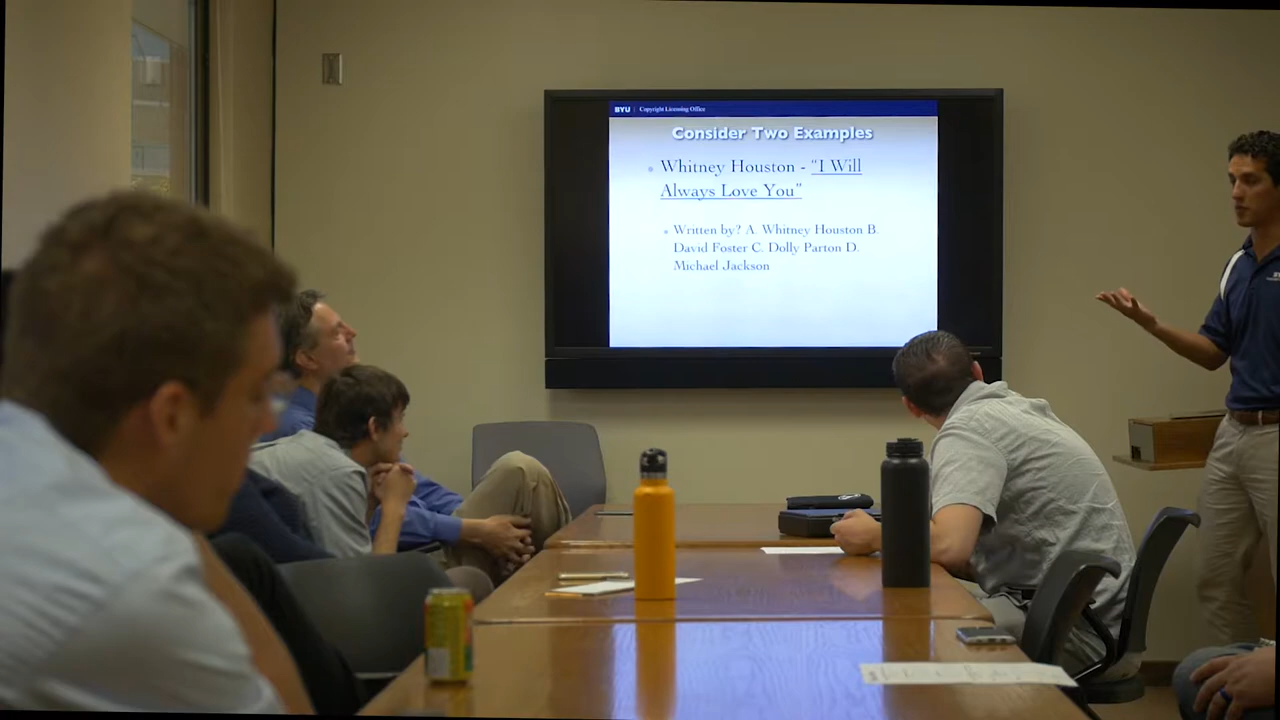 BYU | Copyright Licensing Office
Consider Two Examples
• Whitney Houston - "I Will
Always Love You"
• Written by? A. Whitney Houston B.
David Foster C. Dolly Parton D.
Michael Jackson